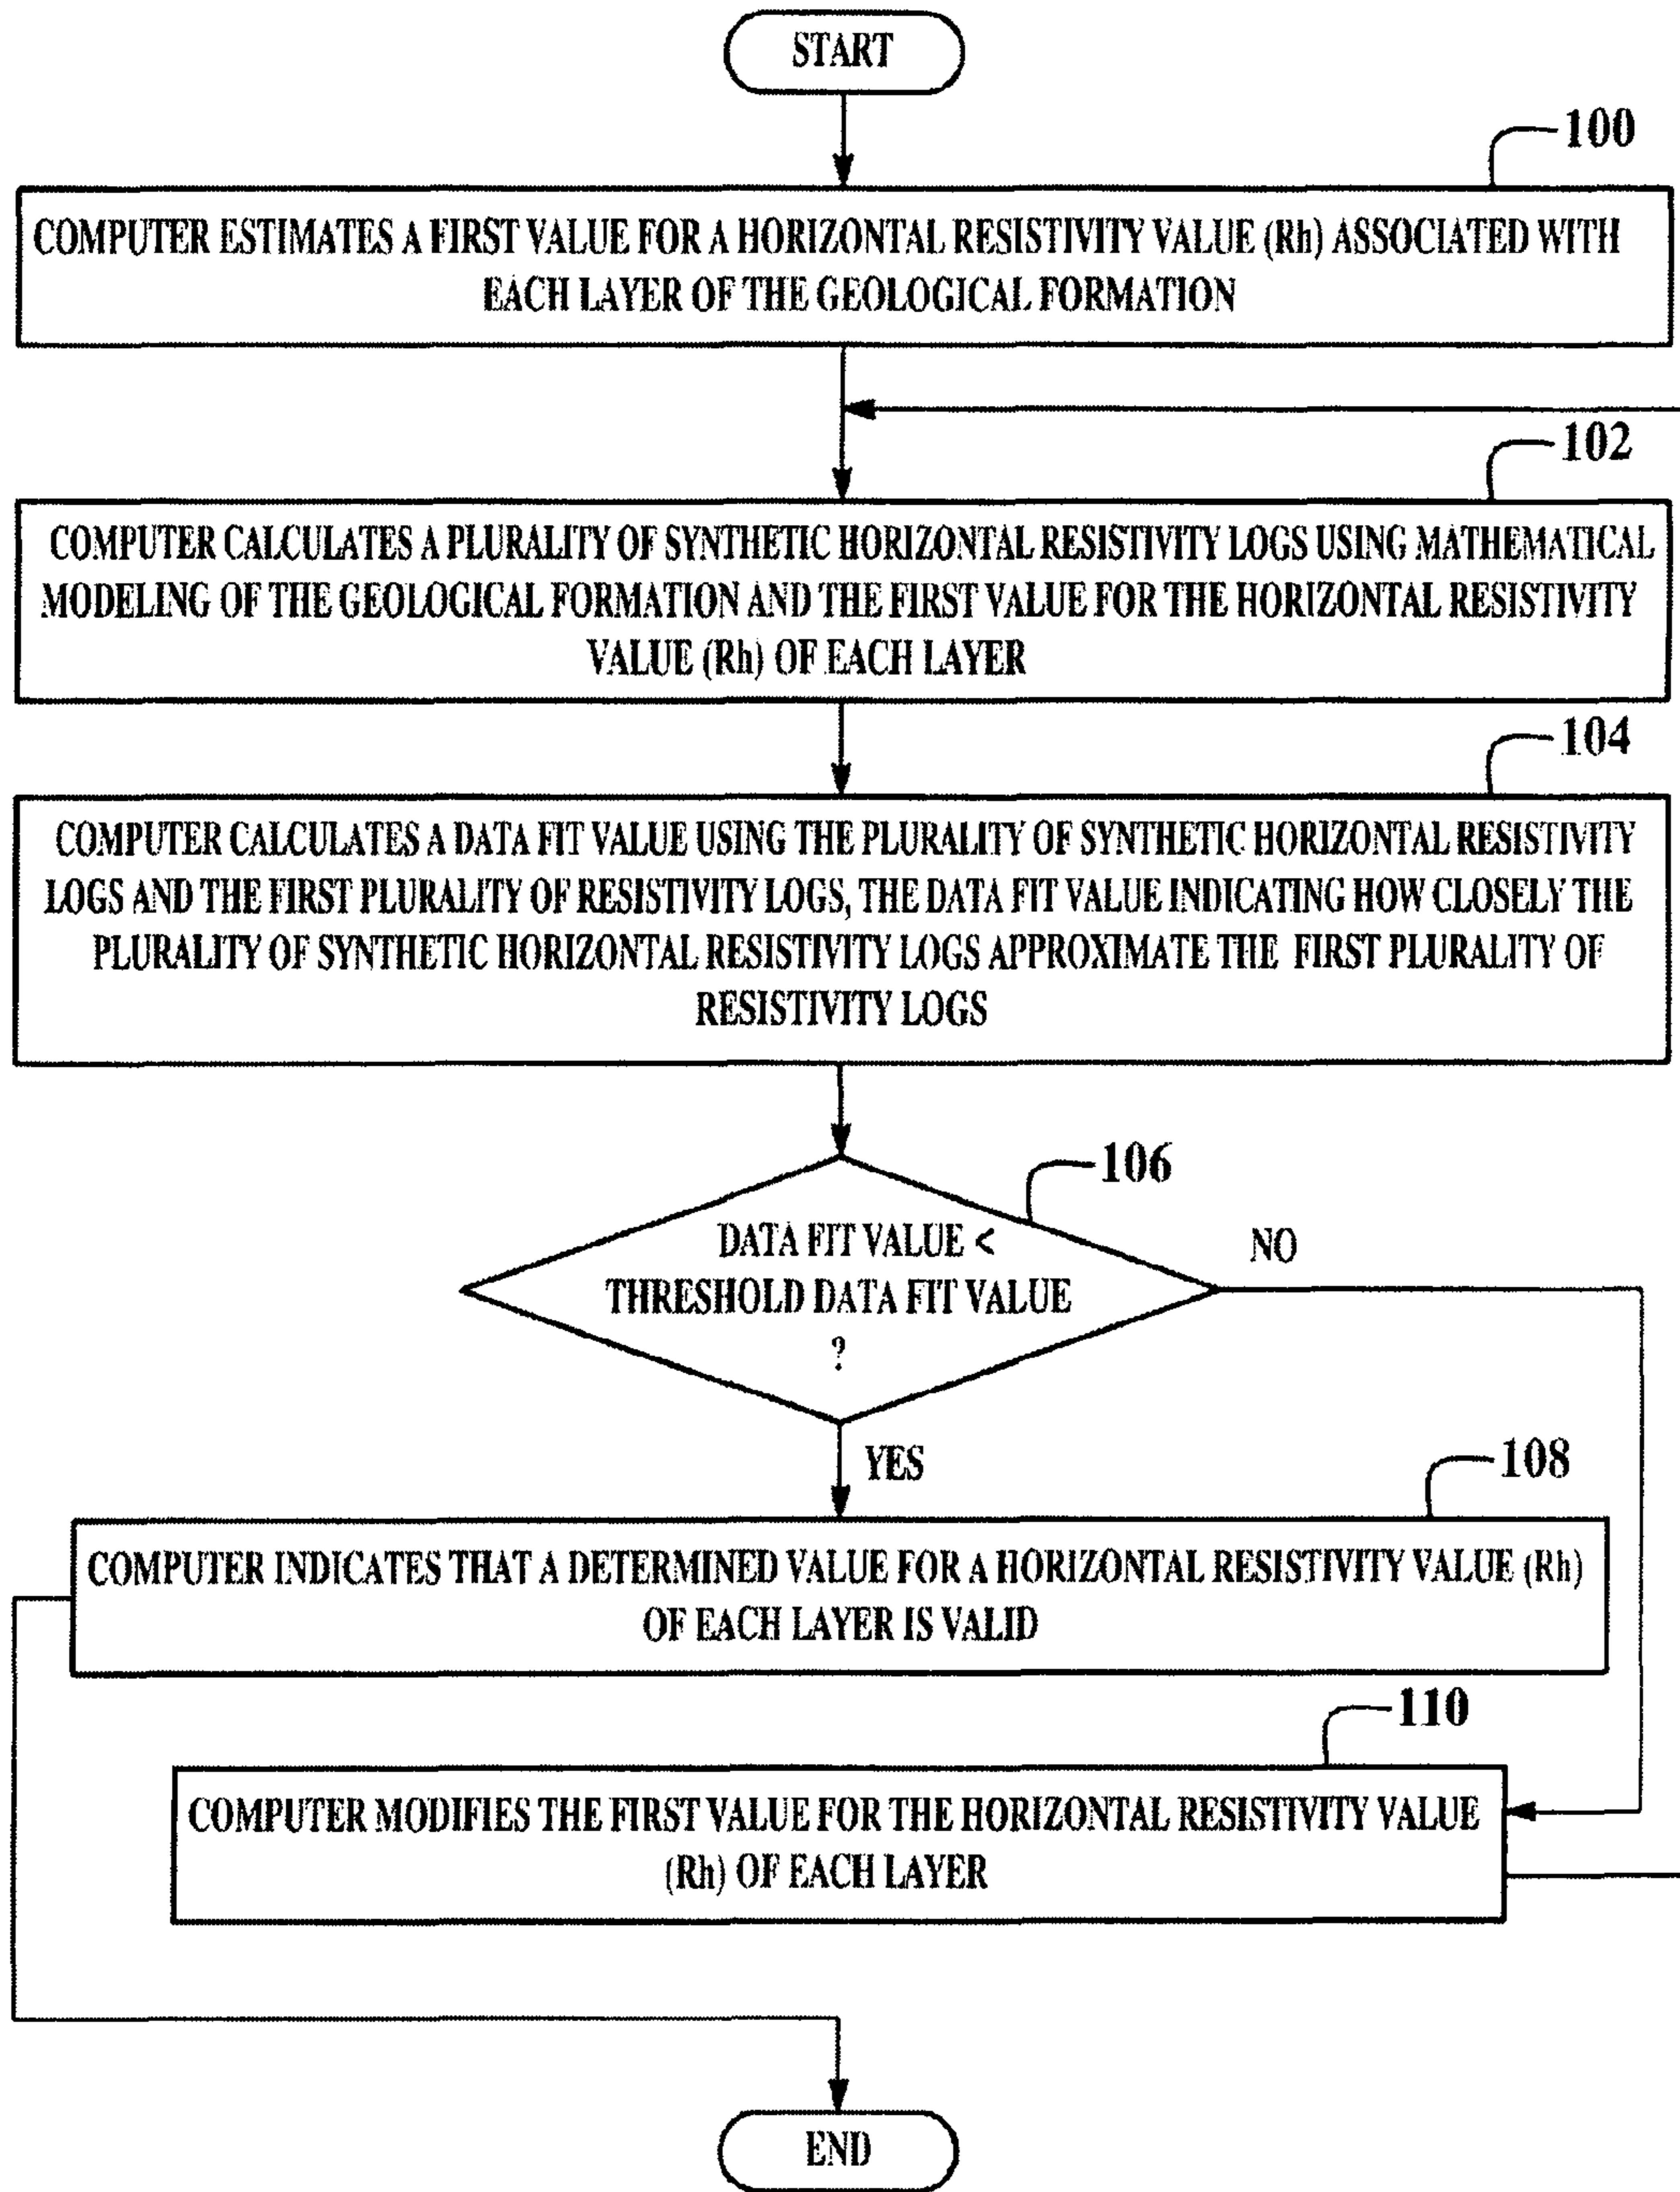 START
100
COMPUTER ESTIMATES A FIRST VALUE FOR A HORIZONTAL RESISTIVITY VALUE (Rh) ASSOCIATED WITH
EACH LAYER OF THE GEOLOGICAL FORMATION
102
COMPUTER CALCULATES A PLURALITY OF SYNTHETIC HORIZONTAL RESISTIVITY LOGS USING MATHEMATICAL
MODELING OF THE GEOLOGICAL FORMATION AND THE FIRST VALUE FOR THE HORIZONTAL RESISTIVITY
VALUE (Rh) OF EACH LAYER
104
COMPUTER CALCULATES A DATA FIT VALUE USING THE PLURALITY OF SYNTHETIC HORIZONTAL RESISTIVITY
LOGS AND THE FIRST PLURALITY OF RESISTIVITY LOGS, THE DATA FIT VALUE INDICATING HOW CLOSELY THE
PLURALITY OF SYNTHETIC HORIZONTAL RESISTIVITY LOGS APPROXIMATE THE FIRST PLURALITY OF
RESISTIVITY LOGS
106
DATA FIT VALUE <
THRESHOLD DATA FIT VALUE
?
NO
YES
108
COMPUTER INDICATES THAT A DETERMINED VALUE FOR A HORIZONTAL RESISTIVITY VALUE (Rh)
OF EACH LAYER IS VALID
110
COMPUTER MODIFIES THE FIRST VALUE FOR THE HORIZONTAL RESISTIVITY VALUE
(Rh) OF EACH LAYER
END